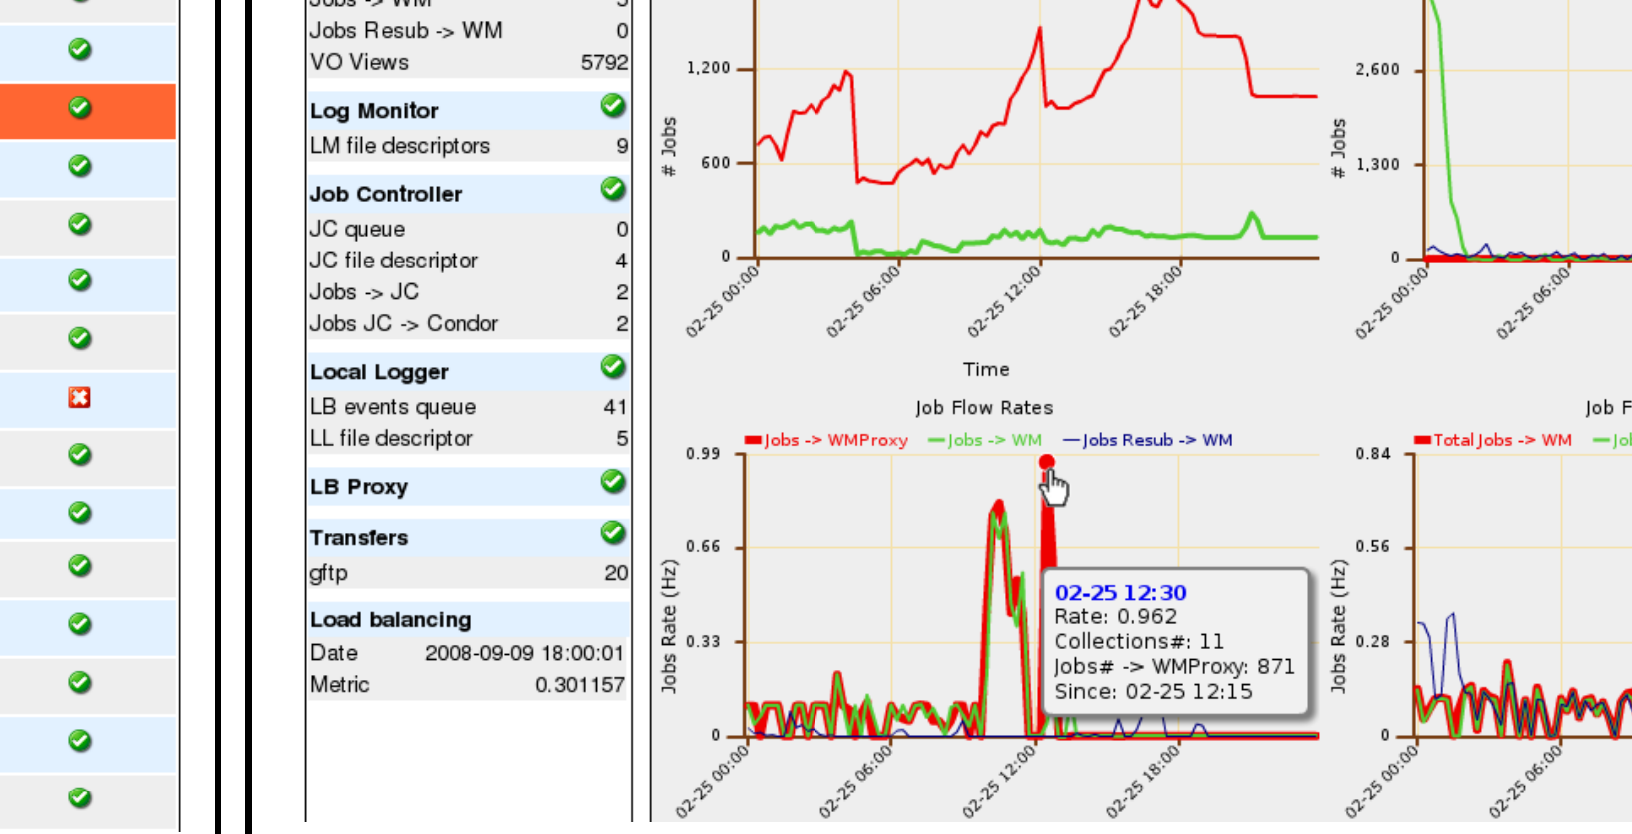 Jobs -> WM 5
Jobs Resub -> WM 0
VO Views 5792
Log Monitor
LM file descriptors 9
Job Controller
JC queue 0
JC file descriptor 4
Jobs -> JC 2
Jobs JC -> Condor 2
Local Logger
LB events queue 41
LL file descriptor 5
LB Proxy
Transfers
gftp 20
Load balancing
Date 2008-09-09 18:00:01
Metric 0.301157
# Jobs
1,200
600
0
02-25 00:00
02-25 06:00
02-25 12:00
02-25 18:00
Time
# Jobs
2,600
1,300
0
02-25 00:00
02-25 06:00
Job Flow Rates
Jobs -> WMProxy Jobs -> WM Jobs Resub -> WM
Jobs Rate (Hz)
0.99
0.66
0.33
0
02-25 00:00
02-25 06:00
02-25 12:00
02-25 18:00
02-25 12:30
Rate: 0.962
Collections#: 11
Jobs# -> WMProxy: 871
Since: 02-25 12:15
Job F
Total Jobs -> WM Jo
Jobs Rate (Hz)
0.84
0.56
0.28
0
02-25 00:00
02-25 06:00